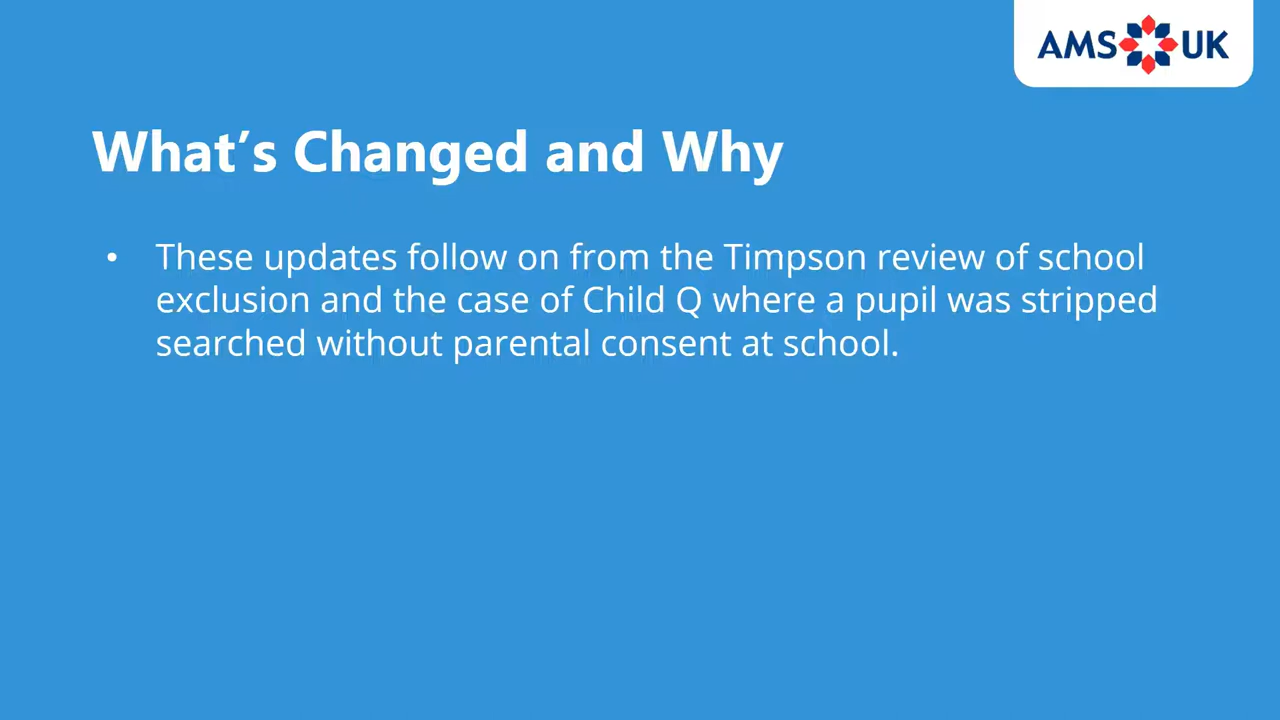 AMS UK
What’s Changed and Why
• These updates follow on from the Timpson review of school
exclusion and the case of Child Q where a pupil was stripped
searched without parental consent at school.